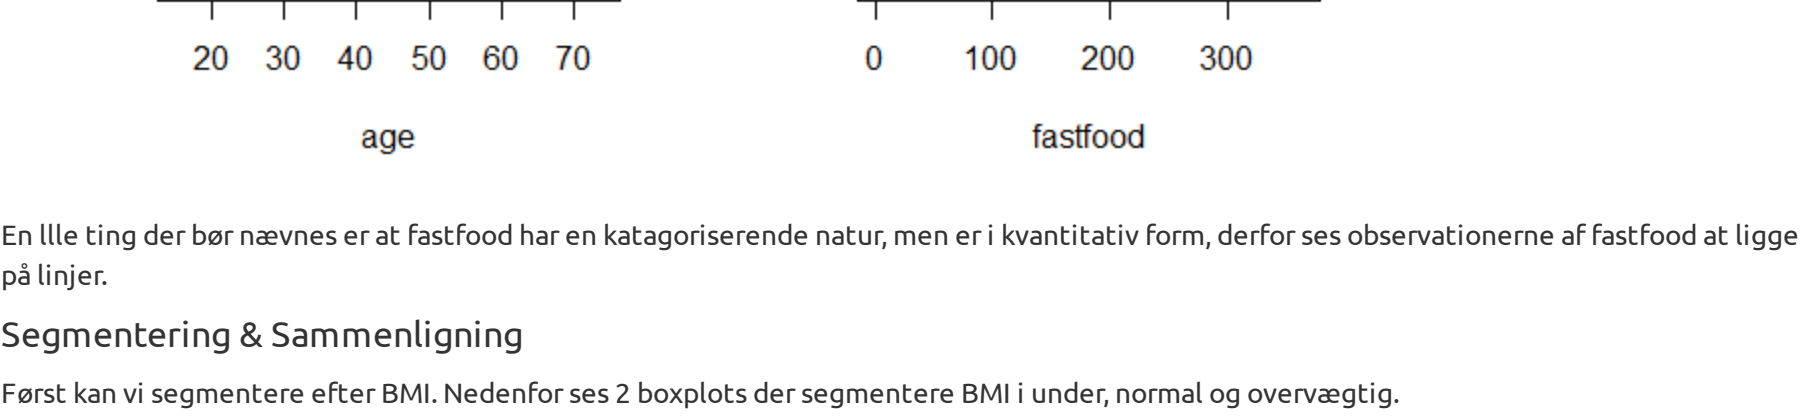 20 30 40 50 60 70
0 100 200 300
age
fastfood
En llle ting der bør nævnes er at fastfood har en katagoriserende natur, men er i kvantitativ form, derfor ses observationerne af fastfood at ligge
på linjer.
Segmentering & Sammenligning
Først kan vi segmentere efter BMI. Nedenfor ses 2 boxplots der segmentere BMI i under, normal og overvægtig.